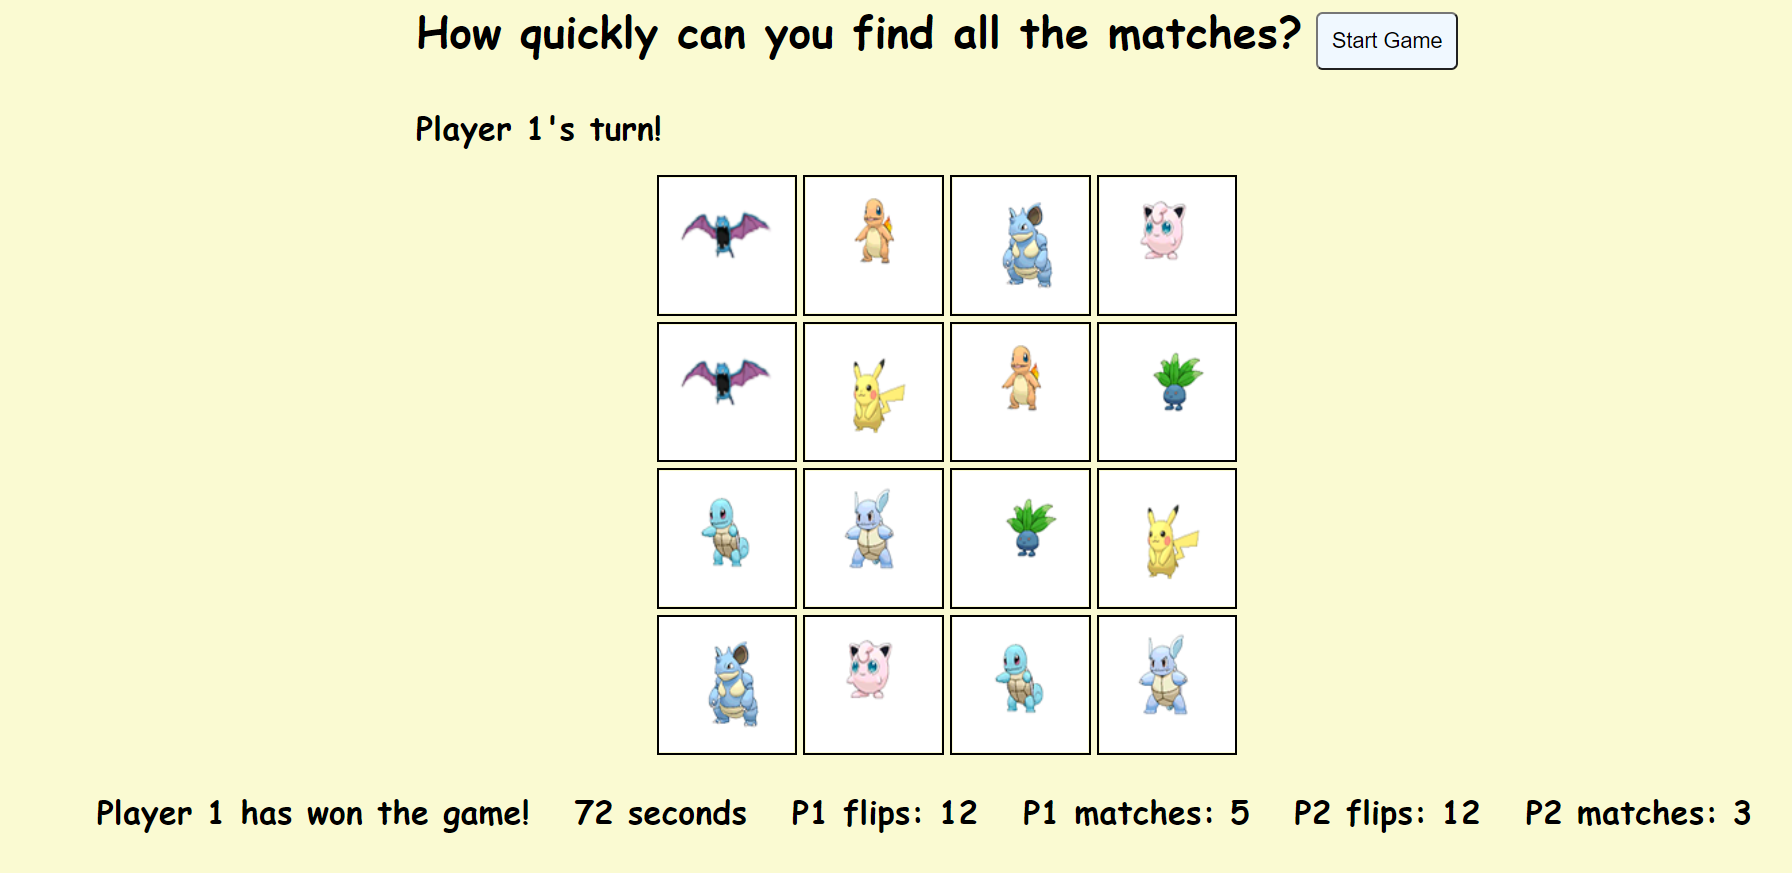 How quickly can you find all the matches? Start Game
Player 1's turn!
Player 1 has won the game! 72 seconds P1 flips: 12 P1 matches: 5 P2 flips: 12 P2 matches: 3